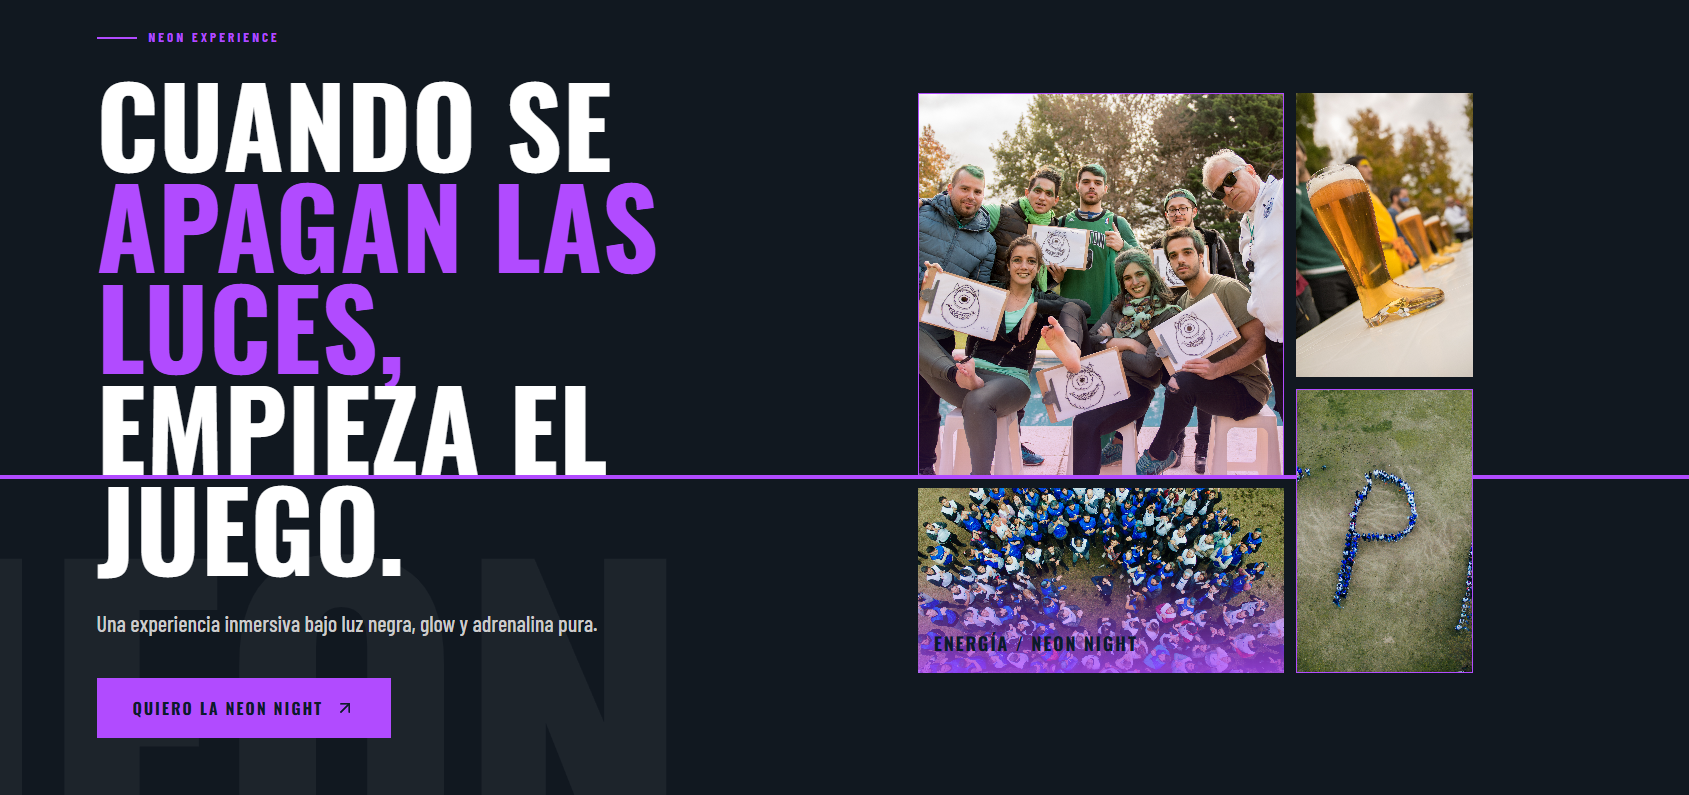 NEON EXPERIENCE
CUANDO SE
APAGAN LAS
LUCES,
EMPIEZA EL
JUEGO.
Una experiencia inmersiva bajo luz negra, glow y adrenalina pura.
QUIERO LA NEON NIGHT
ENERGÍA / NEON NIGHT
P
NEON